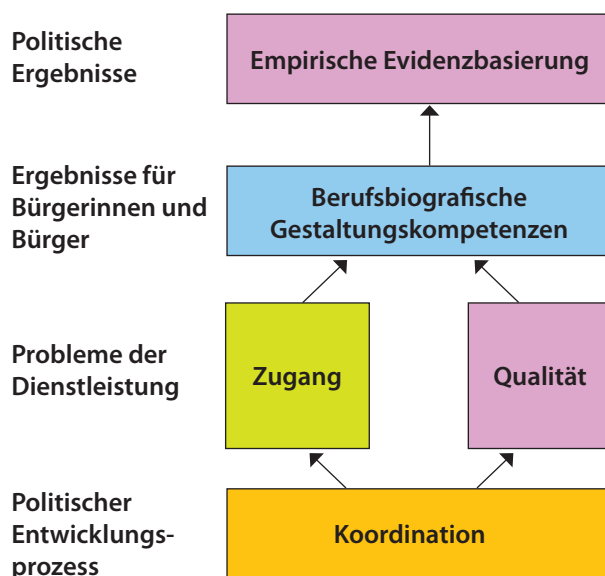 Politische
Ergebnisse
Empirische Evidenzbasierung
Ergebnisse für
Bürgerinnen und
Bürger
Berufsbiografische
Gestaltungskompetenzen
Probleme der
Dienstleistung
Zugang
Qualität
Politischer
Entwicklungs-
prozess
Koordination